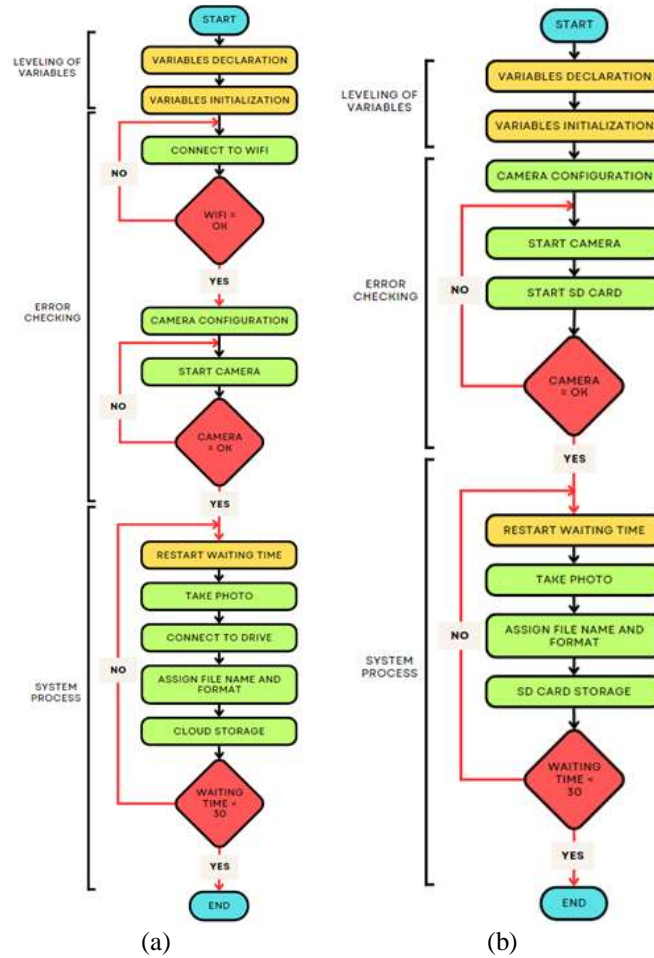 START
LEVELING OF
VARIABLES
VARIABLES DECLARATION
VARIABLES INITIALIZATION
ERROR
CHECKING
CONNECT TO WIFI
NO
WIFI =
OK
YES
CAMERA CONFIGURATION
START CAMERA
NO
CAMERA
= OK
YES
SYSTEM
PROCESS
RESTART WAITING TIME
TAKE PHOTO
CONNECT TO DRIVE
NO
ASSIGN FILE NAME AND
FORMAT
CLOUD STORAGE
WAITING
TIME <
30
YES
END
(a)
START
LEVELING OF
VARIABLES
VARIABLES DECLARATION
VARIABLES INITIALIZATION
ERROR
CHECKING
CAMERA CONFIGURATION
START CAMERA
NO
START SD CARD
CAMERA
= OK
YES
SYSTEM
PROCESS
RESTART WAITING TIME
TAKE PHOTO
NO
ASSIGN FILE NAME AND
FORMAT
SD CARD STORAGE
WAITING
TIME <
30
YES
END
(b)